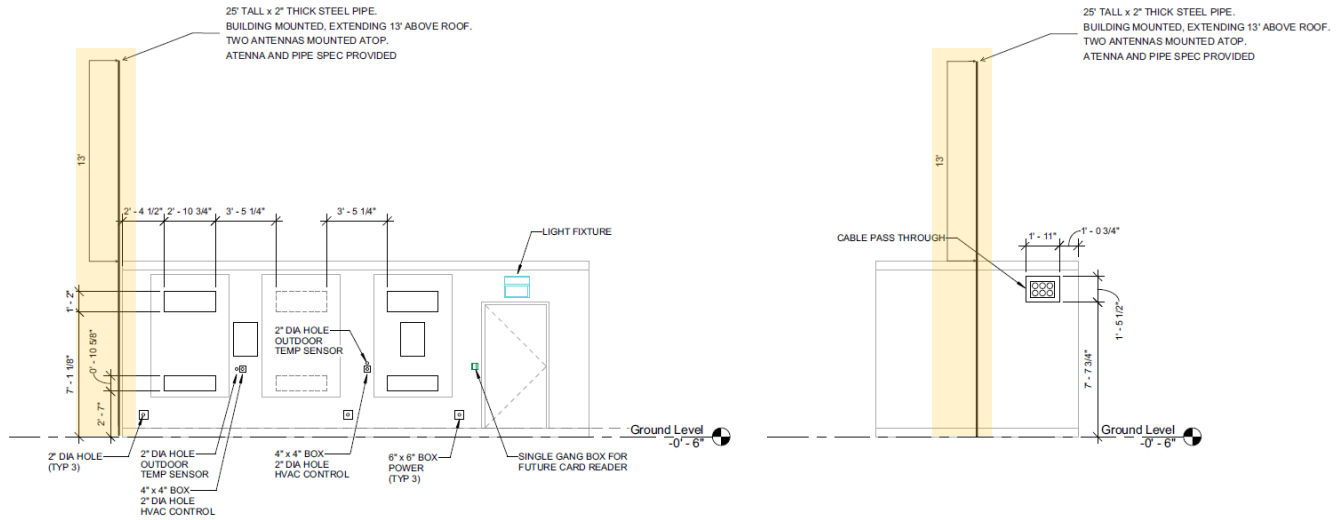 25' TALL x 2" THICK STEEL PIPE.
BUILDING MOUNTED, EXTENDING 13' ABOVE ROOF.
TWO ANTENNAS MOUNTED ATOP.
ATENNA AND PIPE SPEC PROVIDED
13'
2' - 4 1/2"
2' - 10 3/4"
3' - 5 1/4"
3' - 5 1/4"
LIGHT FIXTURE
1' - 2"
7' - 1 1/8"
0' - 10 5/8"
2' - 7"
2" DIA HOLE
OUTDOOR
TEMP SENSOR
Ground Level
-0' - 6"
2" DIA HOLE
(TYP 3)
2" DIA HOLE
OUTDOOR
TEMP SENSOR
4" x 4" BOX
2" DIA HOLE
HVAC CONTROL
4" x 4" BOX
2" DIA HOLE
HVAC CONTROL
6" x 6" BOX
POWER
(TYP 3)
SINGLE GANG BOX FOR
FUTURE CARD READER
25' TALL x 2" THICK STEEL PIPE.
BUILDING MOUNTED, EXTENDING 13' ABOVE ROOF.
TWO ANTENNAS MOUNTED ATOP.
ATENNA AND PIPE SPEC PROVIDED
13'
CABLE PASS THROUGH
1' - 11"
1' - 0 3/4"
1' - 5 1/2"
7' - 7 3/4"
Ground Level
-0' - 6"